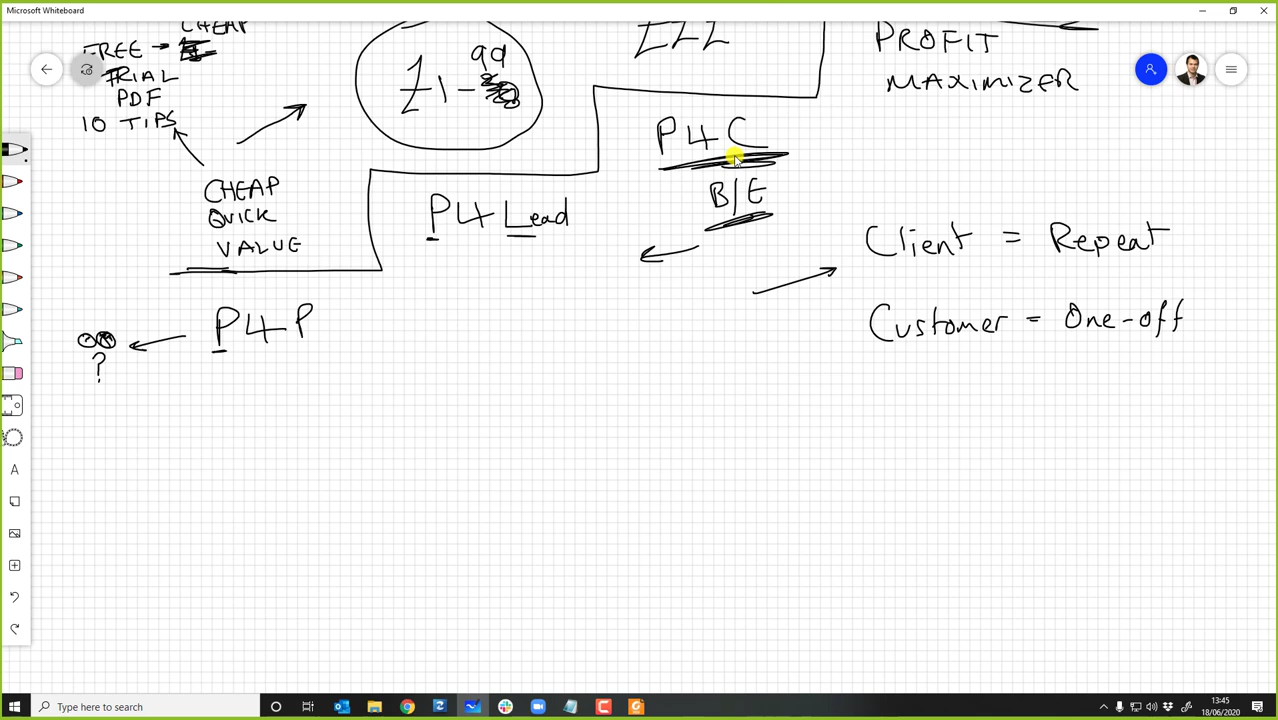 Microsoft Whiteboard
CHEAP
FREE
TRIAL
PDF
10 TIPS
£1-99
£££
PROFIT
MAXIMIZER
CHEAP
QUICK
VALUE
P4 Lead
P4C
B/E
Client = Repeat
Customer = One-off
P4P
?
A
Type here to search
13:45
18/06/2020